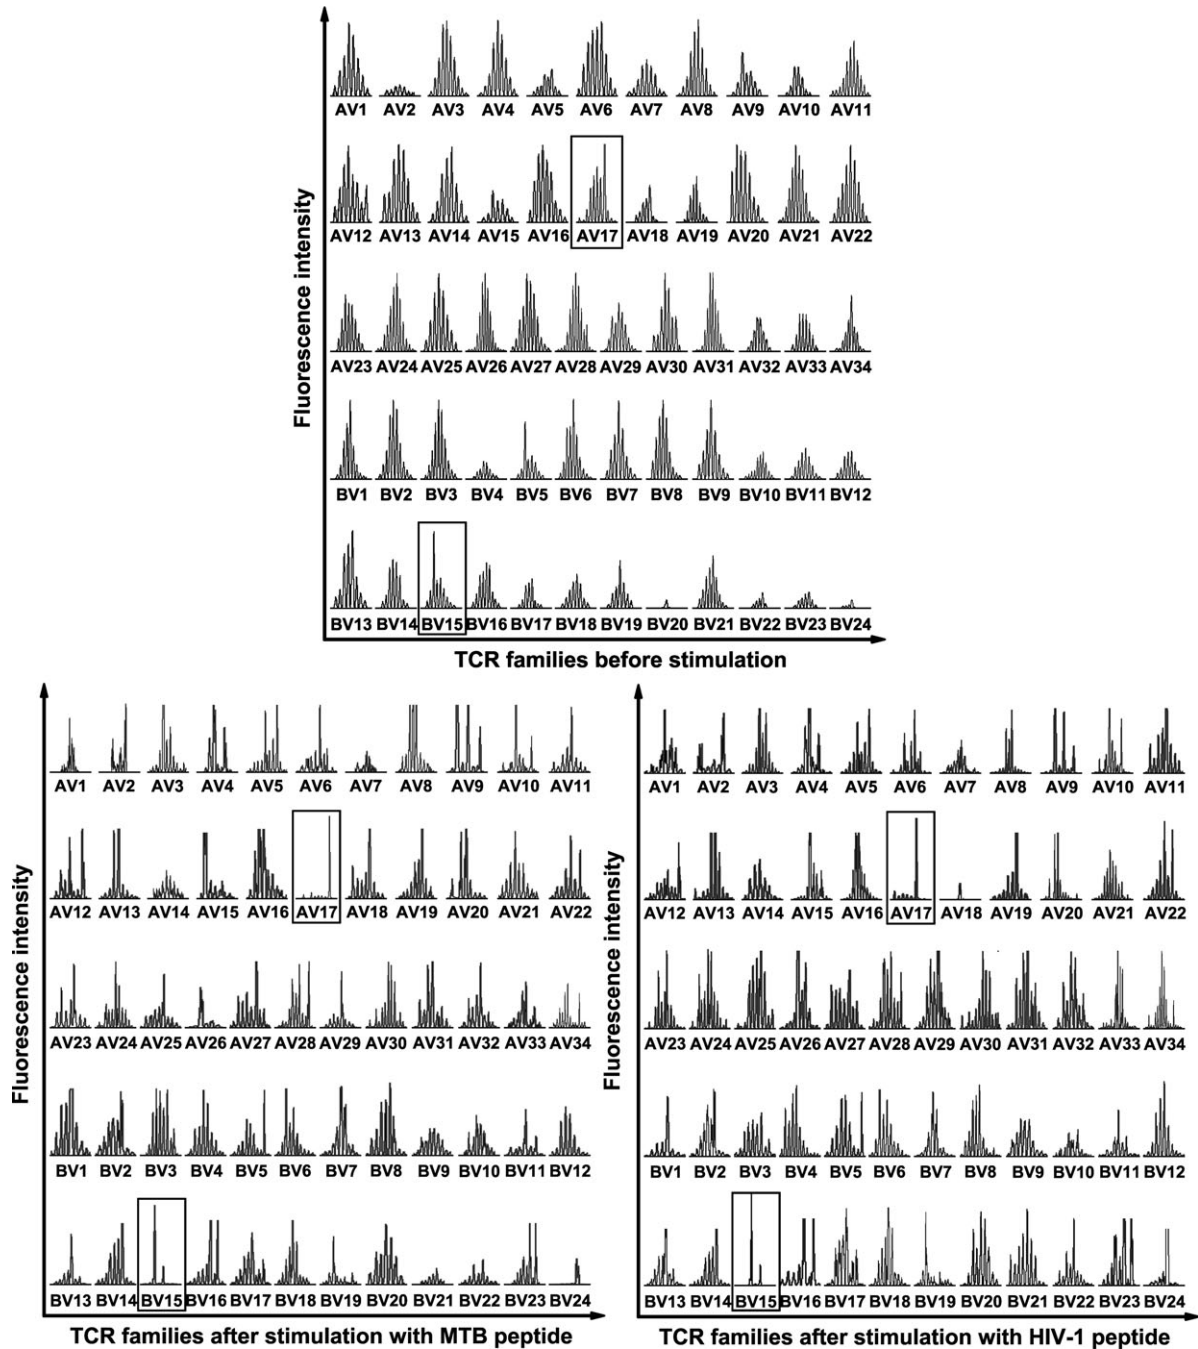 AV1 AV2 AV3 AV4 AV5 AV6 AV7 AV8 AV9 AV10 AV11
AV12 AV13 AV14 AV15 AV16 AV17 AV18 AV19 AV20 AV21 AV22
AV23 AV24 AV25 AV26 AV27 AV28 AV29 AV30 AV31 AV32 AV33 AV34
BV1 BV2 BV3 BV4 BV5 BV6 BV7 BV8 BV9 BV10 BV11 BV12
BV13 BV14 BV15 BV16 BV17 BV18 BV19 BV20 BV21 BV22 BV23 BV24
Fluorescence intensity
TCR families before stimulation
AV1 AV2 AV3 AV4 AV5 AV6 AV7 AV8 AV9 AV10 AV11
AV12 AV13 AV14 AV15 AV16 AV17 AV18 AV19 AV20 AV21 AV22
AV23 AV24 AV25 AV26 AV27 AV28 AV29 AV30 AV31 AV32 AV33 AV34
BV1 BV2 BV3 BV4 BV5 BV6 BV7 BV8 BV9 BV10 BV11 BV12
BV13 BV14 BV15 BV16 BV17 BV18 BV19 BV20 BV21 BV22 BV23 BV24
Fluorescence intensity
TCR families after stimulation with MTB peptide
AV1 AV2 AV3 AV4 AV5 AV6 AV7 AV8 AV9 AV10 AV11
AV12 AV13 AV14 AV15 AV16 AV17 AV18 AV19 AV20 AV21 AV22
AV23 AV24 AV25 AV26 AV27 AV28 AV29 AV30 AV31 AV32 AV33 AV34
BV1 BV2 BV3 BV4 BV5 BV6 BV7 BV8 BV9 BV10 BV11 BV12
BV13 BV14 BV15 BV16 BV17 BV18 BV19 BV20 BV21 BV22 BV23 BV24
Fluorescence intensity
TCR families after stimulation with HIV-1 peptide